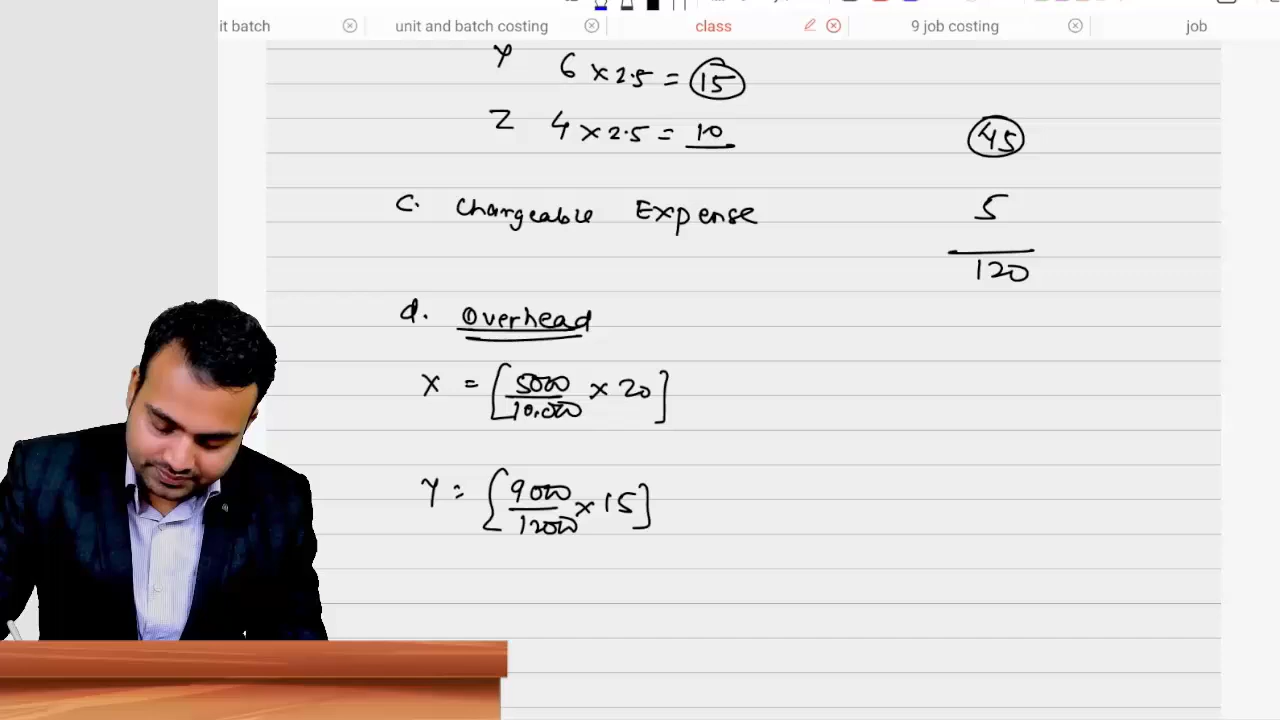 it batch
unit and batch costing
class
9 job costing
job
Y 6 × 2.5 = 15
Z 4 × 2.5 = 10
45
C. Chargeable Expense 5
120
d. Overhead
X = [5000/10,000 × 20]
Y = [9000/12000 × 15]